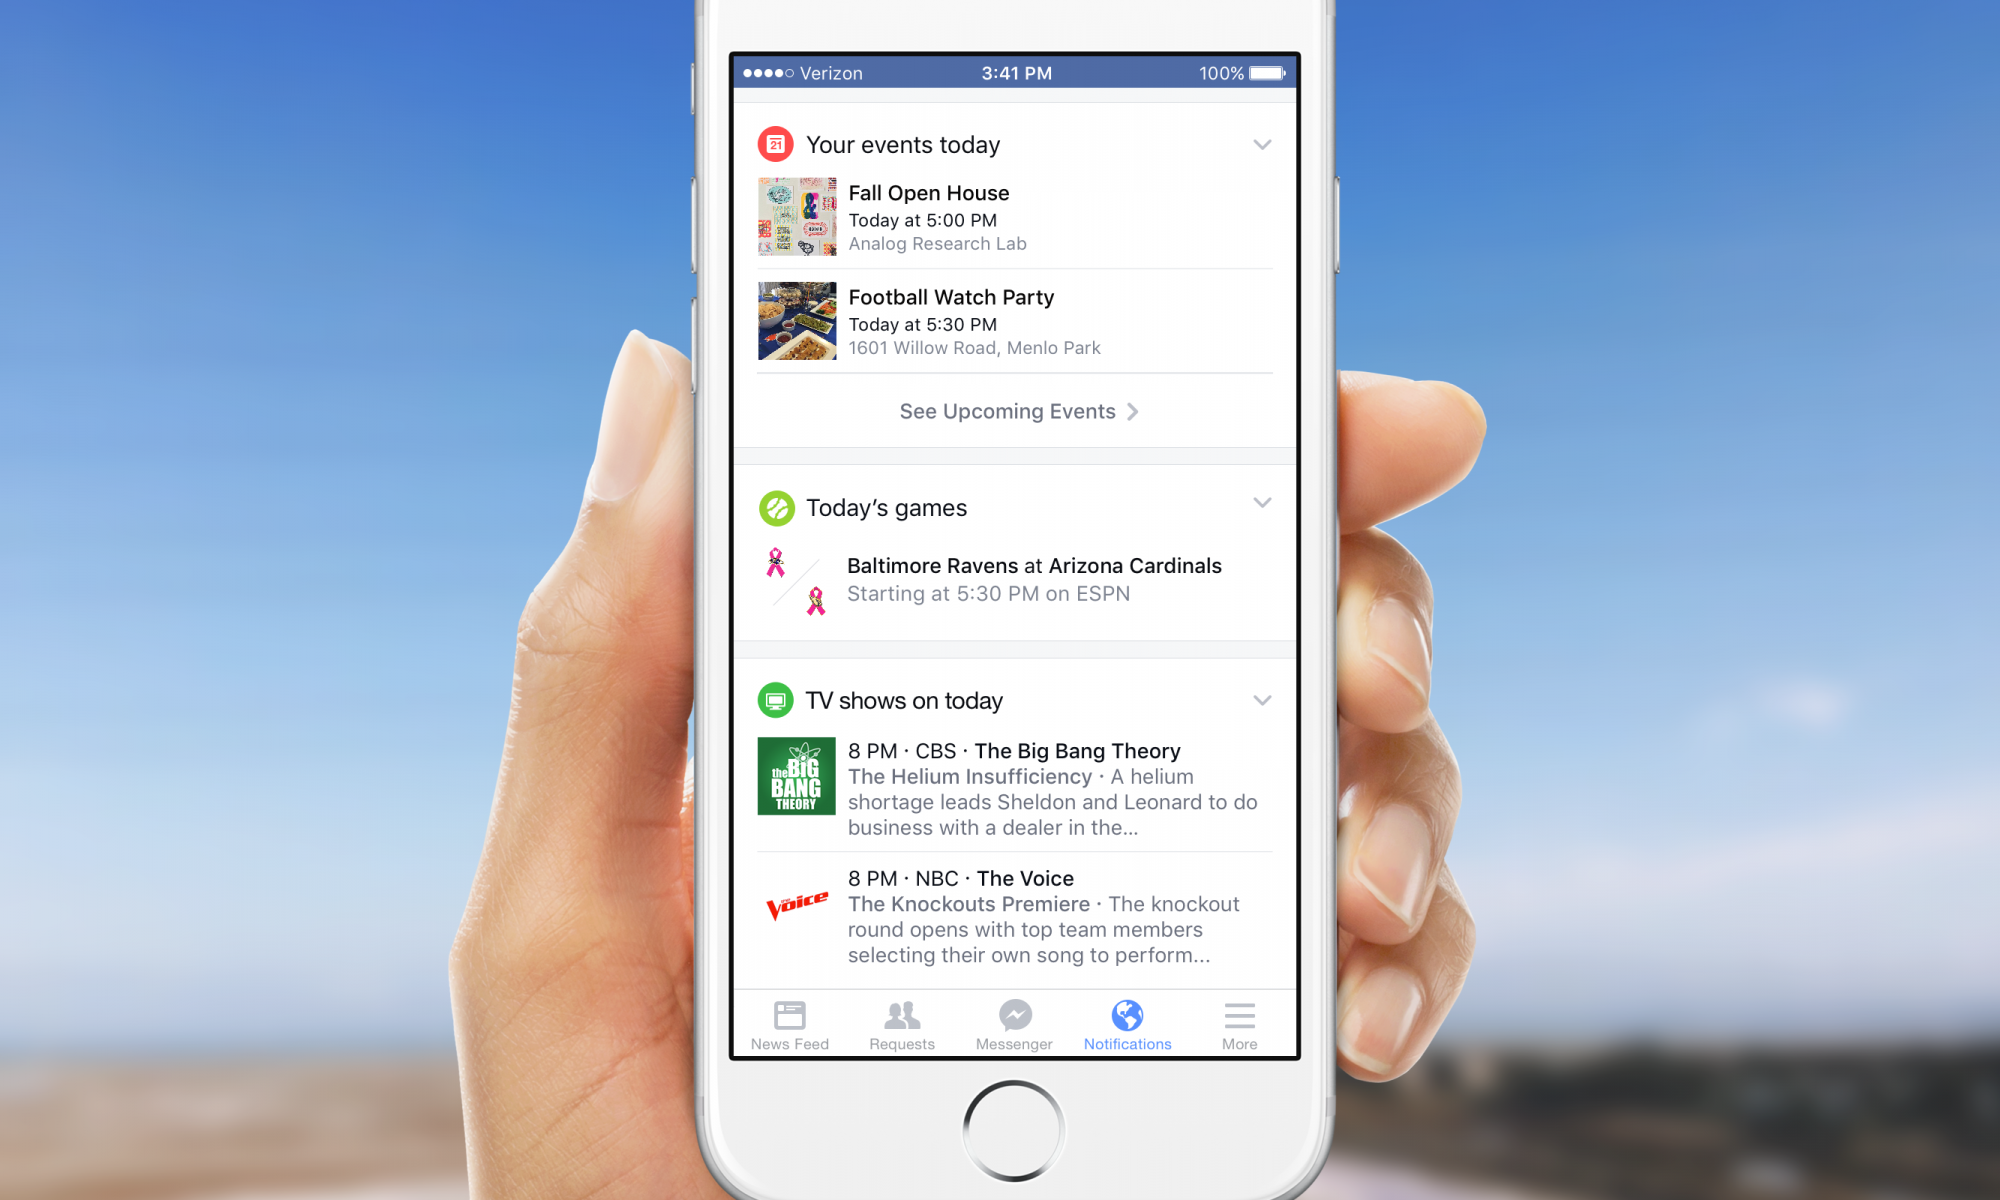 Verizon 3:41 PM 100%
21
Your events today
Fall Open House
Today at 5:00 PM
Analog Research Lab
Football Watch Party
Today at 5:30 PM
1601 Willow Road, Menlo Park
See Upcoming Events
Today’s games
Baltimore Ravens at Arizona Cardinals
Starting at 5:30 PM on ESPN
TV shows on today
the BIG
BANG
THEORY
8 PM · CBS · The Big Bang Theory
The Helium Insufficiency · A helium
shortage leads Sheldon and Leonard to do
business with a dealer in the...
the Voice
8 PM · NBC · The Voice
The Knockouts Premiere · The knockout
round opens with top team members
selecting their own song to perform...
News Feed Requests Messenger Notifications More